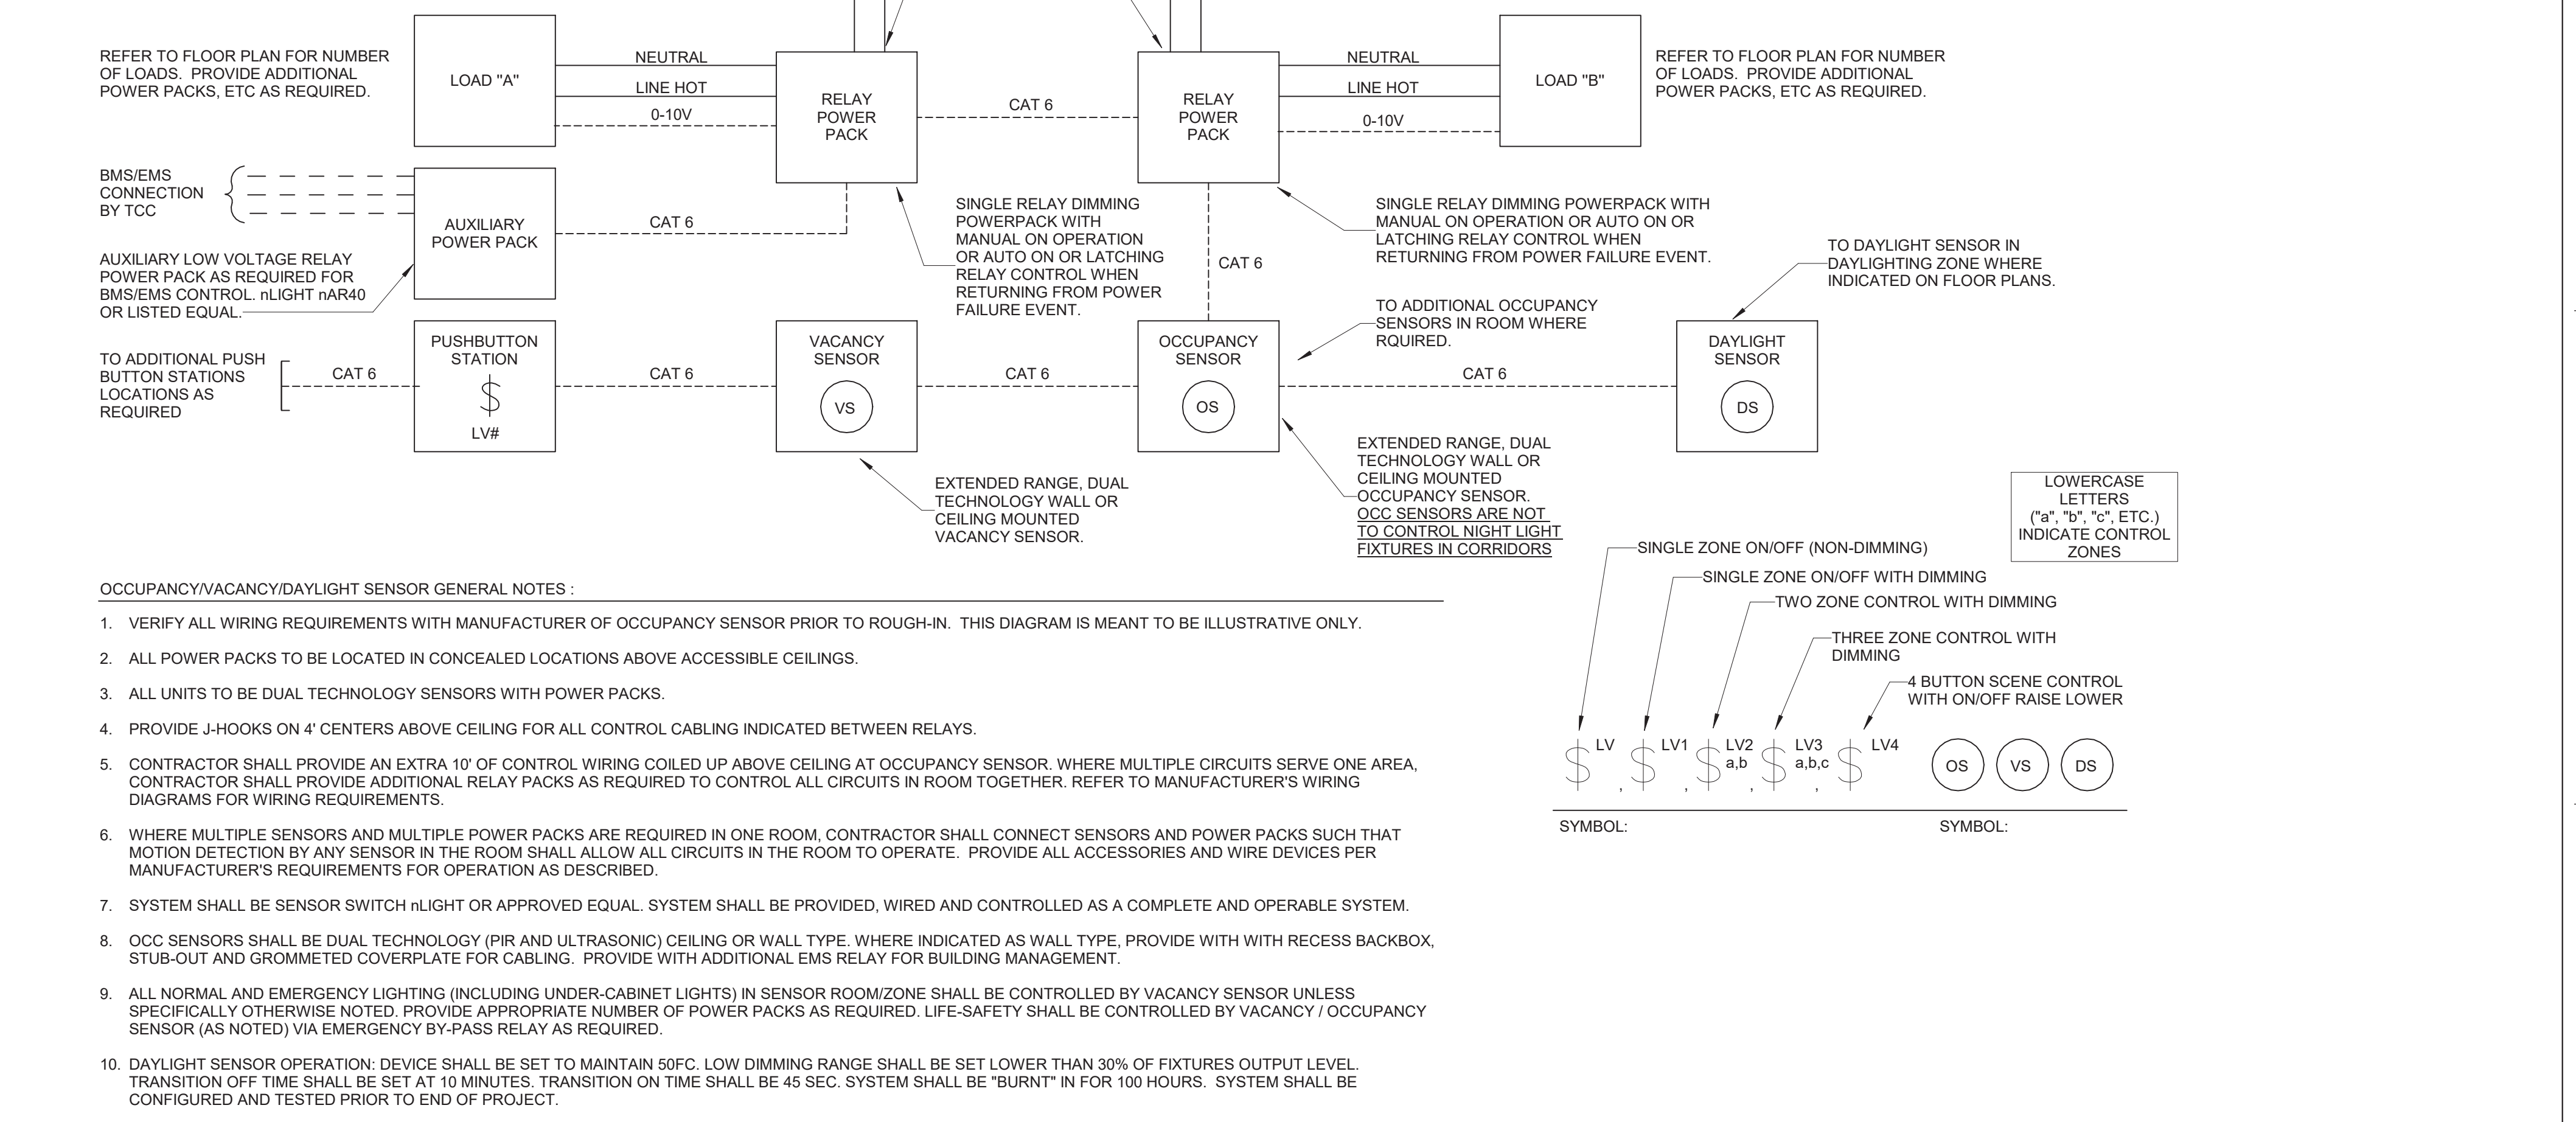 REFER TO FLOOR PLAN FOR NUMBER
OF LOADS.  PROVIDE ADDITIONAL
POWER PACKS, ETC AS REQUIRED.
LOAD "A"
NEUTRAL
LINE HOT
0-10V
RELAY
POWER
PACK
CAT 6
RELAY
POWER
PACK
NEUTRAL
LINE HOT
0-10V
LOAD "B"
REFER TO FLOOR PLAN FOR NUMBER
OF LOADS.  PROVIDE ADDITIONAL
POWER PACKS, ETC AS REQUIRED.
BMS/EMS
CONNECTION
BY TCC
AUXILIARY
POWER PACK
CAT 6
AUXILIARY LOW VOLTAGE RELAY
POWER PACK AS REQUIRED FOR
BMS/EMS CONTROL. nLIGHT nAR40
OR LISTED EQUAL.
SINGLE RELAY DIMMING
POWERPACK WITH
MANUAL ON OPERATION
OR AUTO ON OR LATCHING
RELAY CONTROL WHEN
RETURNING FROM POWER
FAILURE EVENT.
CAT 6
SINGLE RELAY DIMMING POWERPACK WITH
MANUAL ON OPERATION OR AUTO ON OR
LATCHING RELAY CONTROL WHEN
RETURNING FROM POWER FAILURE EVENT.
TO DAYLIGHT SENSOR IN
DAYLIGHTING ZONE WHERE
INDICATED ON FLOOR PLANS.
TO ADDITIONAL OCCUPANCY
SENSORS IN ROOM WHERE
RQUIRED.
TO ADDITIONAL PUSH
BUTTON STATIONS
LOCATIONS AS
REQUIRED
CAT 6
PUSHBUTTON
STATION
$
LV#
CAT 6
VACANCY
SENSOR
VS
CAT 6
OCCUPANCY
SENSOR
OS
CAT 6
DAYLIGHT
SENSOR
DS
EXTENDED RANGE, DUAL
TECHNOLOGY WALL OR
CEILING MOUNTED
VACANCY SENSOR.
EXTENDED RANGE, DUAL
TECHNOLOGY WALL OR
CEILING MOUNTED
OCCUPANCY SENSOR.
OCC SENSORS ARE NOT
TO CONTROL NIGHT LIGHT
FIXTURES IN CORRIDORS
LOWERCASE
LETTERS
("a", "b", "c", ETC.)
INDICATE CONTROL
ZONES
SINGLE ZONE ON/OFF (NON-DIMMING)
SINGLE ZONE ON/OFF WITH DIMMING
TWO ZONE CONTROL WITH DIMMING
THREE ZONE CONTROL WITH
DIMMING
4 BUTTON SCENE CONTROL
WITH ON/OFF RAISE LOWER
$ LV , $ LV1 , $ LV2 a,b , $ LV3 a,b,c , $ LV4
OS VS DS
SYMBOL:
SYMBOL:
OCCUPANCY/VACANCY/DAYLIGHT SENSOR GENERAL NOTES :
1. VERIFY ALL WIRING REQUIREMENTS WITH MANUFACTURER OF OCCUPANCY SENSOR PRIOR TO ROUGH-IN.  THIS DIAGRAM IS MEANT TO BE ILLUSTRATIVE ONLY.
2. ALL POWER PACKS TO BE LOCATED IN CONCEALED LOCATIONS ABOVE ACCESSIBLE CEILINGS.
3. ALL UNITS TO BE DUAL TECHNOLOGY SENSORS WITH POWER PACKS.
4. PROVIDE J-HOOKS ON 4' CENTERS ABOVE CEILING FOR ALL CONTROL CABLING INDICATED BETWEEN RELAYS.
5. CONTRACTOR SHALL PROVIDE AN EXTRA 10' OF CONTROL WIRING COILED UP ABOVE CEILING AT OCCUPANCY SENSOR. WHERE MULTIPLE CIRCUITS SERVE ONE AREA,
CONTRACTOR SHALL PROVIDE ADDITIONAL RELAY PACKS AS REQUIRED TO CONTROL ALL CIRCUITS IN ROOM TOGETHER. REFER TO MANUFACTURER'S WIRING
DIAGRAMS FOR WIRING REQUIREMENTS.
6. WHERE MULTIPLE SENSORS AND MULTIPLE POWER PACKS ARE REQUIRED IN ONE ROOM, CONTRACTOR SHALL CONNECT SENSORS AND POWER PACKS SUCH THAT
MOTION DETECTION BY ANY SENSOR IN THE ROOM SHALL ALLOW ALL CIRCUITS IN THE ROOM TO OPERATE.  PROVIDE ALL ACCESSORIES AND WIRE DEVICES PER
MANUFACTURER'S REQUIREMENTS FOR OPERATION AS DESCRIBED.
7. SYSTEM SHALL BE SENSOR SWITCH nLIGHT OR APPROVED EQUAL. SYSTEM SHALL BE PROVIDED, WIRED AND CONTROLLED AS A COMPLETE AND OPERABLE SYSTEM.
8. OCC SENSORS SHALL BE DUAL TECHNOLOGY (PIR AND ULTRASONIC) CEILING OR WALL TYPE. WHERE INDICATED AS WALL TYPE, PROVIDE WITH WITH RECESS BACKBOX,
STUB-OUT AND GROMMETED COVERPLATE FOR CABLING.  PROVIDE WITH ADDITIONAL EMS RELAY FOR BUILDING MANAGEMENT.
9. ALL NORMAL AND EMERGENCY LIGHTING (INCLUDING UNDER-CABINET LIGHTS) IN SENSOR ROOM/ZONE SHALL BE CONTROLLED BY VACANCY SENSOR UNLESS
SPECIFICALLY OTHERWISE NOTED. PROVIDE APPROPRIATE NUMBER OF POWER PACKS AS REQUIRED. LIFE-SAFETY SHALL BE CONTROLLED BY VACANCY / OCCUPANCY
SENSOR (AS NOTED) VIA EMERGENCY BY-PASS RELAY AS REQUIRED.
10. DAYLIGHT SENSOR OPERATION: DEVICE SHALL BE SET TO MAINTAIN 50FC. LOW DIMMING RANGE SHALL BE SET LOWER THAN 30% OF FIXTURES OUTPUT LEVEL.
TRANSITION OFF TIME SHALL BE SET AT 10 MINUTES. TRANSITION ON TIME SHALL BE 45 SEC. SYSTEM SHALL BE "BURNT" IN FOR 100 HOURS.  SYSTEM SHALL BE
CONFIGURED AND TESTED PRIOR TO END OF PROJECT.